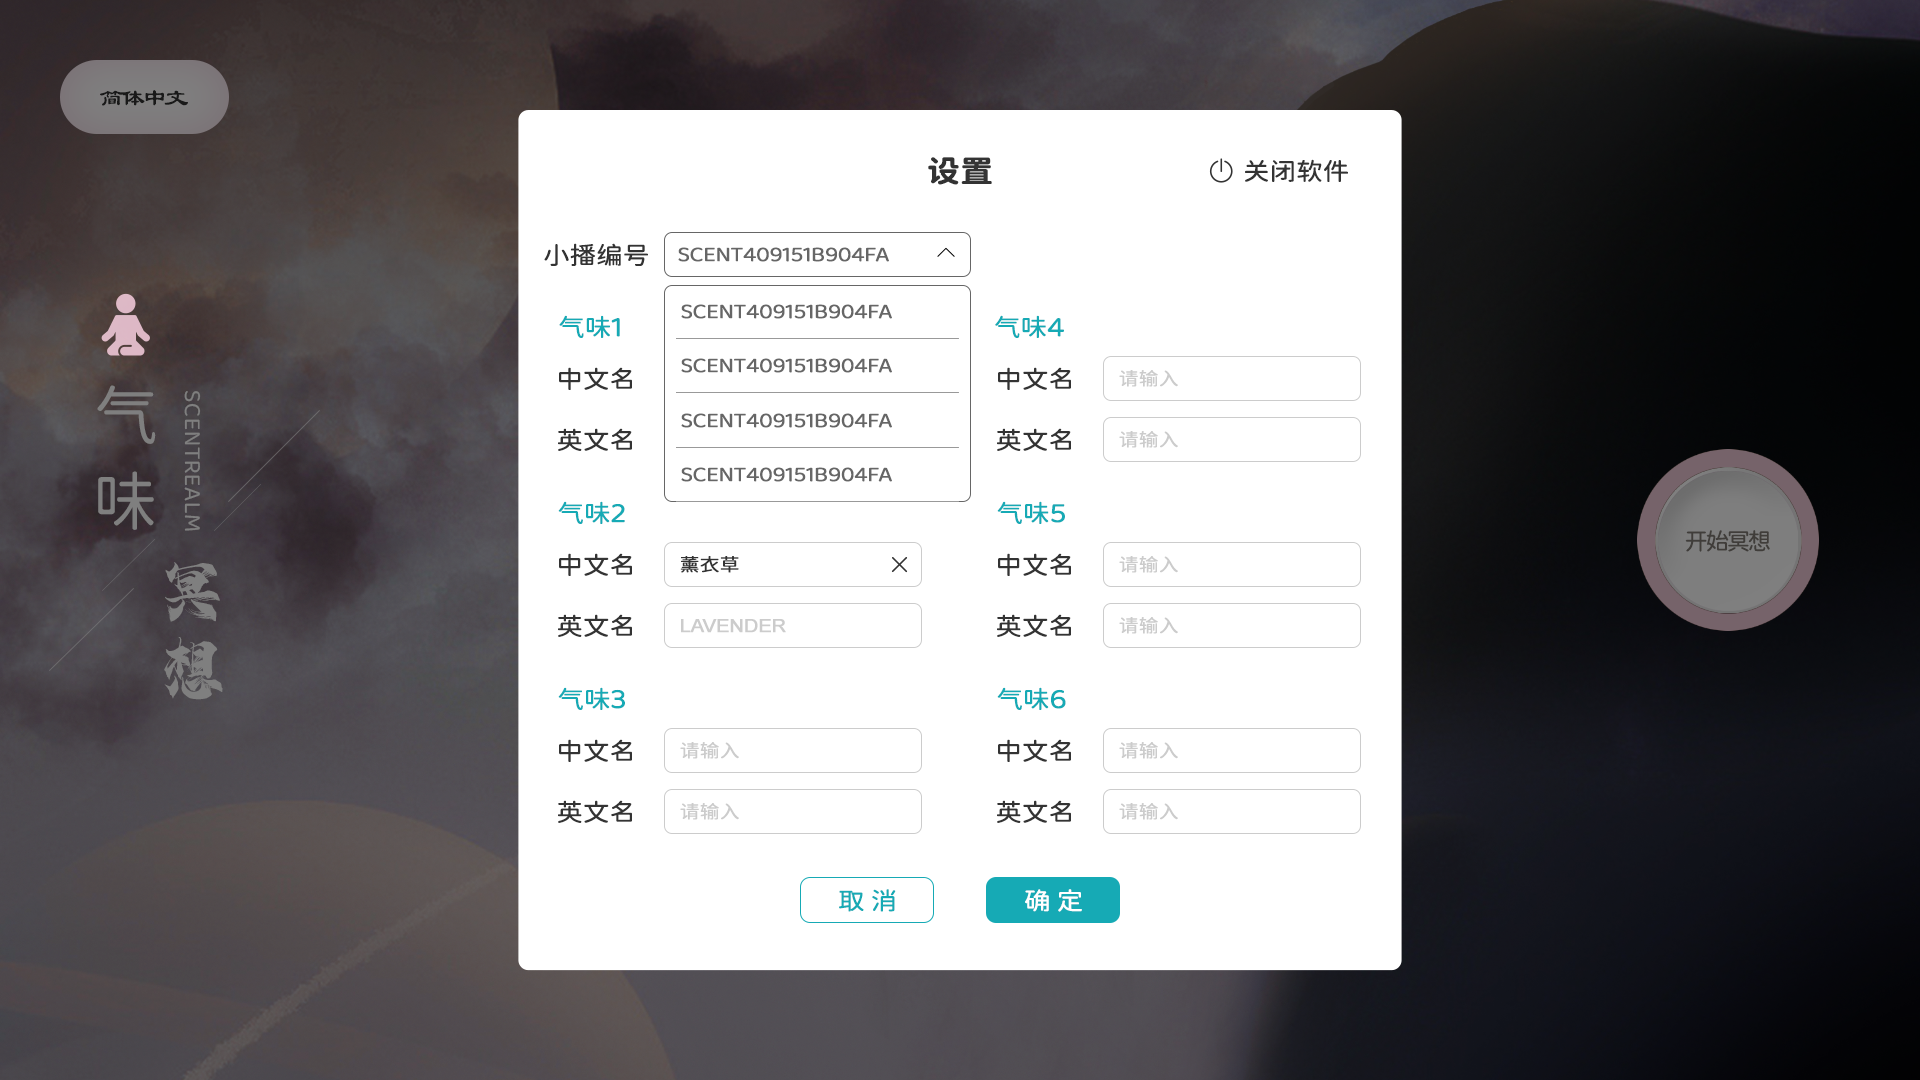 简体中文
气味
冥想
SCENTREALM
设置
关闭软件
小播编号
SCENT409151B904FA
SCENT409151B904FA
SCENT409151B904FA
SCENT409151B904FA
SCENT409151B904FA
气味1
中文名
英文名
气味2
中文名
薰衣草
英文名
LAVENDER
气味3
中文名
请输入
英文名
请输入
气味4
中文名
请输入
英文名
请输入
气味5
中文名
请输入
英文名
请输入
气味6
中文名
请输入
英文名
请输入
取消
确定
开始冥想